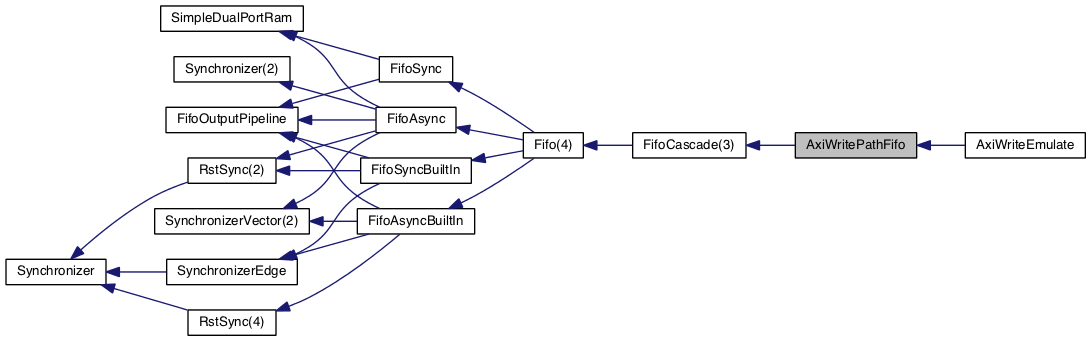 SimpleDualPortRam
Synchronizer(2)
FifoSync
FifoOutputPipeline
FifoAsync
Fifo(4)
FifoCascade(3)
AxiWritePathFifo
AxiWriteEmulate
RstSync(2)
FifoSyncBuiltIn
SynchronizerVector(2)
FifoAsyncBuiltIn
Synchronizer
SynchronizerEdge
RstSync(4)